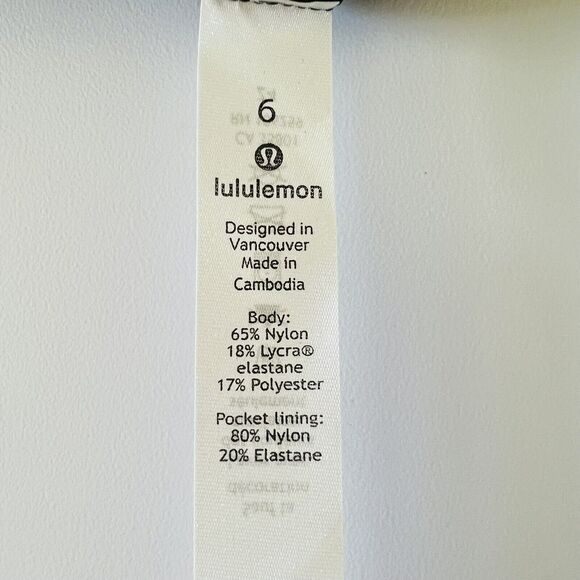 6
lululemon
Designed in
Vancouver
Made in
Cambodia
Body:
65% Nylon
18% Lycra®
elastane
17% Polyester
Pocket lining:
80% Nylon
20% Elastane